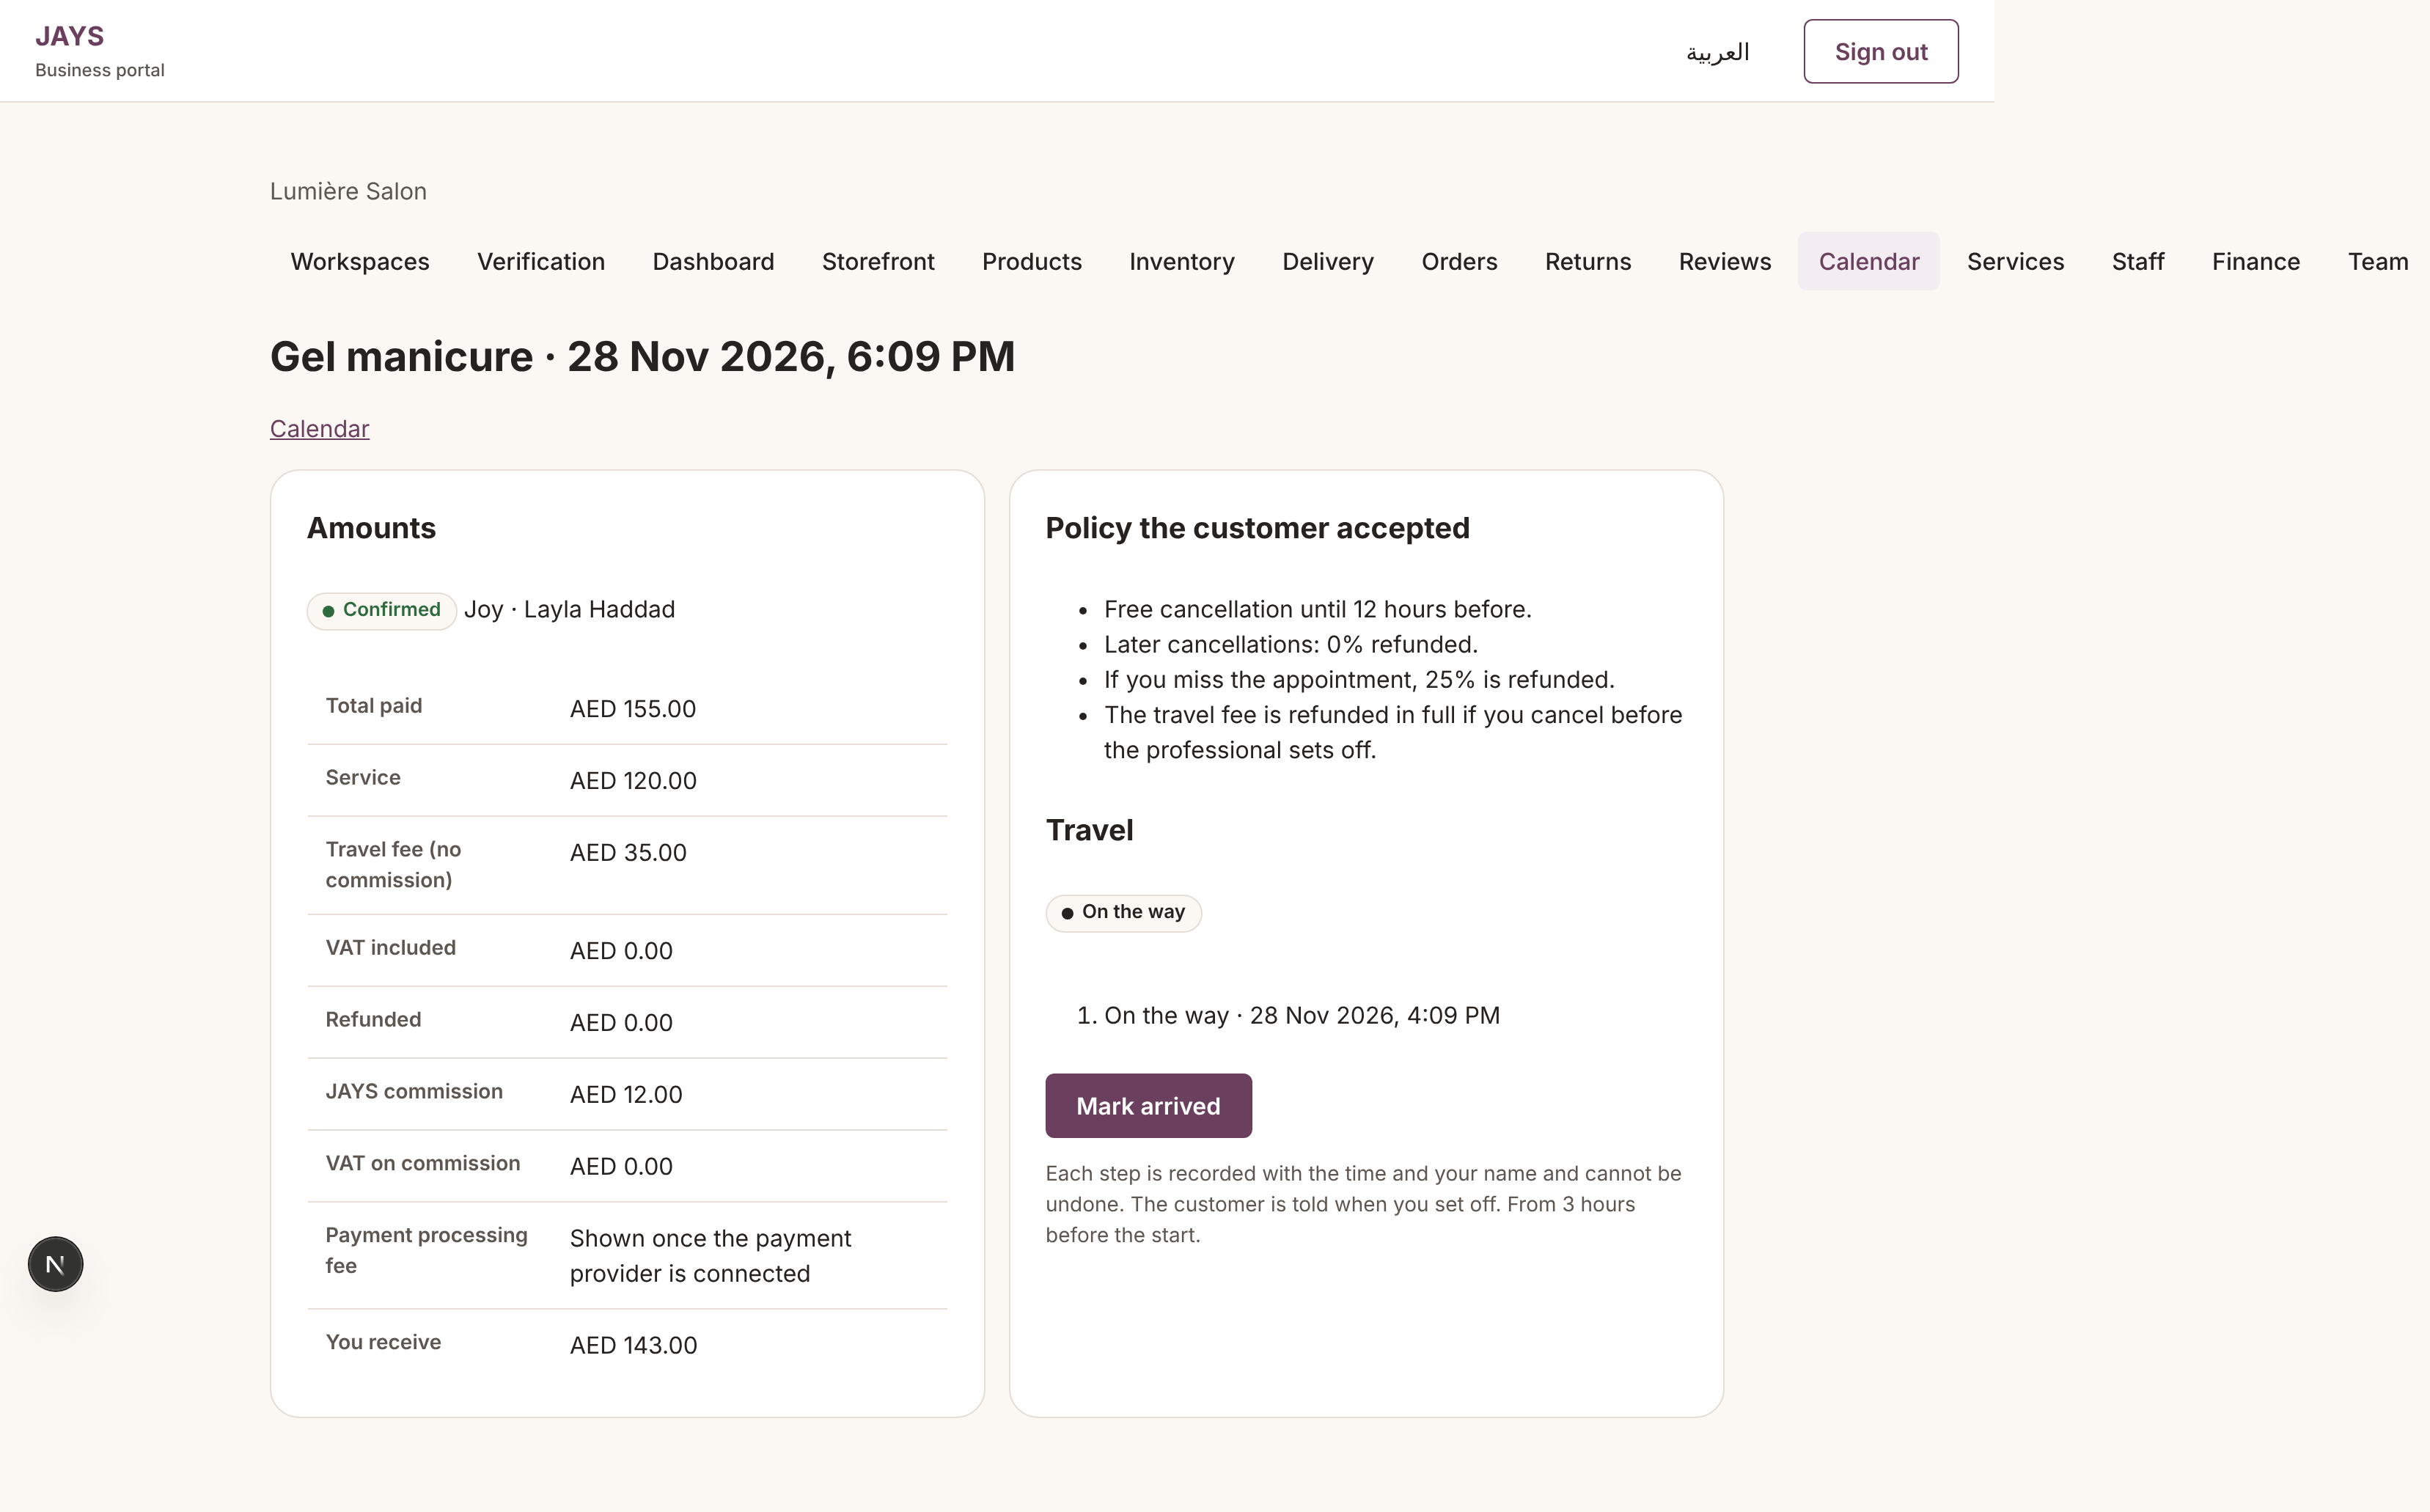 JAYS
Business portal
العربية
Sign out
Lumière Salon
Workspaces Verification Dashboard Storefront Products Inventory Delivery Orders Returns Reviews Calendar Services Staff Finance Team
Gel manicure · 28 Nov 2026, 6:09 PM
Calendar
Amounts
Confirmed Joy · Layla Haddad
Total paid AED 155.00
Service AED 120.00
Travel fee (no
commission) AED 35.00
VAT included AED 0.00
Refunded AED 0.00
JAYS commission AED 12.00
VAT on commission AED 0.00
Payment processing
fee
Shown once the payment
provider is connected
You receive AED 143.00
Policy the customer accepted
• Free cancellation until 12 hours before.
• Later cancellations: 0% refunded.
• If you miss the appointment, 25% is refunded.
• The travel fee is refunded in full if you cancel before
the professional sets off.
Travel
On the way
1. On the way · 28 Nov 2026, 4:09 PM
Mark arrived
Each step is recorded with the time and your name and cannot be
undone. The customer is told when you set off. From 3 hours
before the start.
N